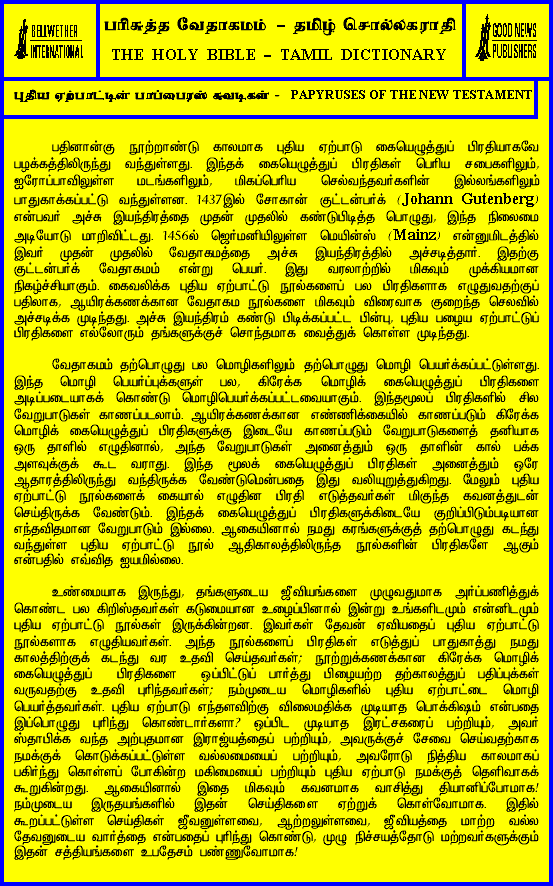 BELLWETHER
INTERNATIONAL
பரிசுத்த வேதாகமம் – தமிழ் சொல்லகராதி
THE HOLY BIBLE – TAMIL DICTIONARY
GOOD NEWS
PUBLISHERS
புதிய ஏற்பாட்டின் பாப்பைரஸ் சுவடிகள் – PAPYRUSES OF THE NEW TESTAMENT
பதினான்கு நூற்றாண்டு காலமாக புதிய ஏற்பாடு கையெழுத்துப் பிரதியாகவே
பழக்கத்திலிருந்து வந்துள்ளது. இந்தக் கையெழுத்துப் பிரதிகள் பெரிய சபைகளிலும்,
ஐரோப்பாவிலுள்ள மடங்களிலும், மிகப்பெரிய செல்வந்தவர்களின் இல்லங்களிலும்
பாதுகாக்கப்பட்டு வந்துள்ளன. 1437இல் சோகான் குட்டன்பர்க் (Johann Gutenberg)
என்பவர் அச்சு இயந்திரத்தை முதன் முதலில் கண்டுபிடித்த பொழுது, இந்த நிலைமை
அடியோடு மாறிவிட்டது. 1456ல் ஜெர்மனியிலுள்ள மெயின்ஸ் (Mainz) என்னுமிடத்தில்
இவர் முதன் முதலில் வேதாகமத்தை அச்சு இயந்திரத்தில் அச்சடித்தார். இதற்கு
குட்டன்பர்க் வேதாகமம் என்று பெயர். இது வரலாற்றில் மிகவும் முக்கியமான
நிகழ்ச்சியாகும். கைவலிக்க புதிய ஏற்பாட்டு நூல்களைப் பல பிரதிகளாக எழுதுவதற்குப்
பதிலாக, ஆயிரக்கணக்கான வேதாகம நூல்களை மிகவும் விரைவாக குறைந்த செலவில்
அச்சடிக்க முடிந்தது. அச்சு இயந்திரம் கண்டு பிடிக்கப்பட்ட பின்பு, புதிய பழைய ஏற்பாட்டுப்
பிரதிகளை எல்லோரும் தங்களுக்குச் சொந்தமாக வைத்துக் கொள்ள முடிந்தது.
வேதாகமம் தற்பொழுது பல மொழிகளிலும் தற்பொழுது மொழி பெயர்க்கப்பட்டுள்ளது.
இந்த மொழி பெயர்ப்புக்களுள் பல, கிரேக்க மொழிக் கையெழுத்துப் பிரதிகளை
அடிப்படையாகக் கொண்டு மொழிபெயர்க்கப்பட்டவையாகும். இந்தமூலப் பிரதிகளில் சில
வேறுபாடுகள் காணப்படலாம். ஆயிரக்கணக்கான எண்ணிக்கையில் காணப்படும் கிரேக்க
மொழிக் கையெழுத்துப் பிரதிகளுக்கு இடையே காணப்படும் வேறுபாடுகளைத் தனியாக
ஒரு தாளில் எழுதினால், அந்த வேறுபாடுகள் அனைத்தும் ஒரு தாளின் கால் பக்க
அளவுக்குக் கூட வராது. இந்த மூலக் கையெழுத்துப் பிரதிகள் அனைத்தும் ஒரே
ஆதாரத்திலிருந்து வந்திருக்க வேண்டுமென்பதை இது வலியுறுத்துகிறது. மேலும் புதிய
ஏற்பாட்டு நூல்களைக் கையால் எழுதின பிரதி எடுத்தவர்கள் மிகுந்த கவனத்துடன்
செய்திருக்க வேண்டும். இந்தக் கையெழுத்துப் பிரதிகளுக்கிடையே குறிப்பிடும்படியான
எந்தவிதமான வேறுபாடும் இல்லை. ஆகையினால் நமது கரங்களுக்குத் தற்பொழுது கடந்து
வந்துள்ள புதிய ஏற்பாட்டு நூல் ஆதிகாலத்திலிருந்த நூல்களின் பிரதிகளே ஆகும்
என்பதில் எவ்வித ஐயமில்லை.
உண்மையாக இருந்து, தங்களுடைய ஜீவியங்களை முழுவதுமாக அர்ப்பணித்துக்
கொண்ட பல கிறிஸ்தவர்கள் கடுமையான உழைப்பினால் இன்று உங்களிடமும் என்னிடமும்
புதிய ஏற்பாட்டு நூல்கள் இருக்கின்றன. இவர்கள் தேவன் ஏவியதைப் புதிய ஏற்பாட்டு
நூல்களாக எழுதியவர்கள். அந்த நூல்களைப் பிரதிகள் எடுத்துப் பாதுகாத்து நமது
காலத்திற்குக் கடந்து வர உதவி செய்தவர்கள்; நூற்றுக்கணக்கான கிரேக்க மொழிக்
கையெழுத்துப் பிரதிகளை ஒப்பிட்டுப் பார்த்து பிழையற்ற தற்காலத்துப் பதிப்புக்கள்
வருவதற்கு உதவி புரிந்தவர்கள்; நம்முடைய மொழிகளில் புதிய ஏற்பாட்டை மொழி
பெயர்த்தவர்கள். புதிய ஏற்பாடு எந்தளவிற்கு விலைமதிக்க முடியாத பொக்கிஷம் என்பதை
இப்பொழுது புரிந்து கொண்டார்களா? ஒப்பிட முடியாத இரட்சகரைப் பற்றியும், அவர்
ஸ்தாபிக்க வந்த அற்புதமான இராஜ்யத்தைப் பற்றியும், அவருக்குச் சேவை செய்வதற்காக
நமக்குக் கொடுக்கப்பட்டுள்ள வல்லமையைப் பற்றியும், அவரோடு நித்திய காலமாகப்
பகிர்ந்து கொள்ளப் போகின்ற மகிமையைப் பற்றியும் புதிய ஏற்பாடு நமக்குத் தெளிவாகக்
கூறுகின்றது. ஆகையினால் இதை மிகவும் கவனமாக வாசித்து தியானிப்போமாக!
நம்முடைய இருதயங்களில் இதன் செய்திகளை ஏற்றுக் கொள்வோமாக. இதில்
கூறப்பட்டுள்ள செய்திகள் ஜீவனுள்ளவை, ஆற்றலுள்ளவை, ஜீவியத்தை மாற்ற வல்ல
தேவனுடைய வார்த்தை என்பதைப் புரிந்து கொண்டு, முழு நிச்சயத்தோடு மற்றவர்களுக்கும்
இதன் சத்தியங்களை உபதேசம் பண்ணுவோமாக!